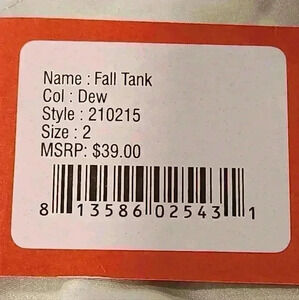 Name : Fall Tank
Col : Dew
Style : 210215
Size : 2
MSRP: $39.00
8 13586 02543 1